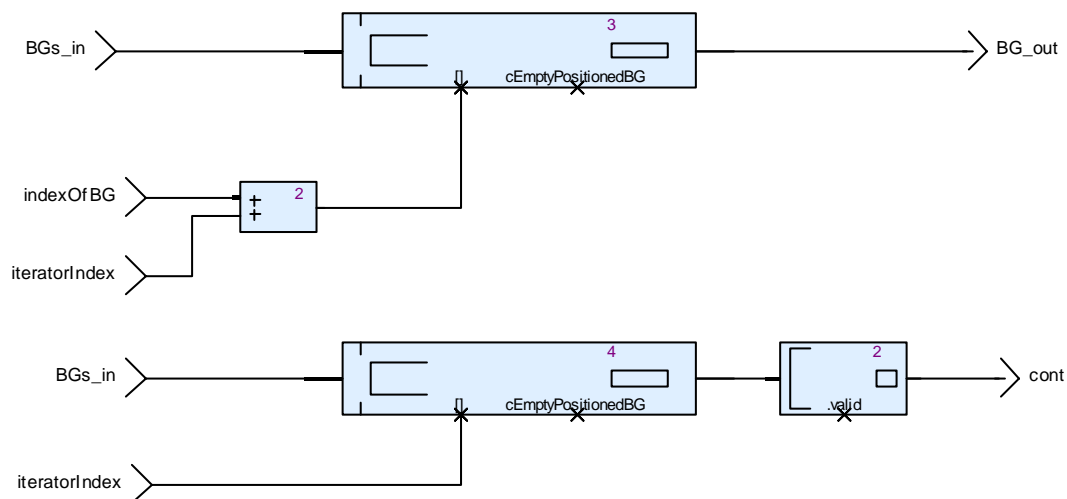 BGs_in
3
cEmptyPositionedBG
BG_out
indexOfBG
2
++
iteratorIndex
BGs_in
4
cEmptyPositionedBG
2
.valid
cont
iteratorIndex